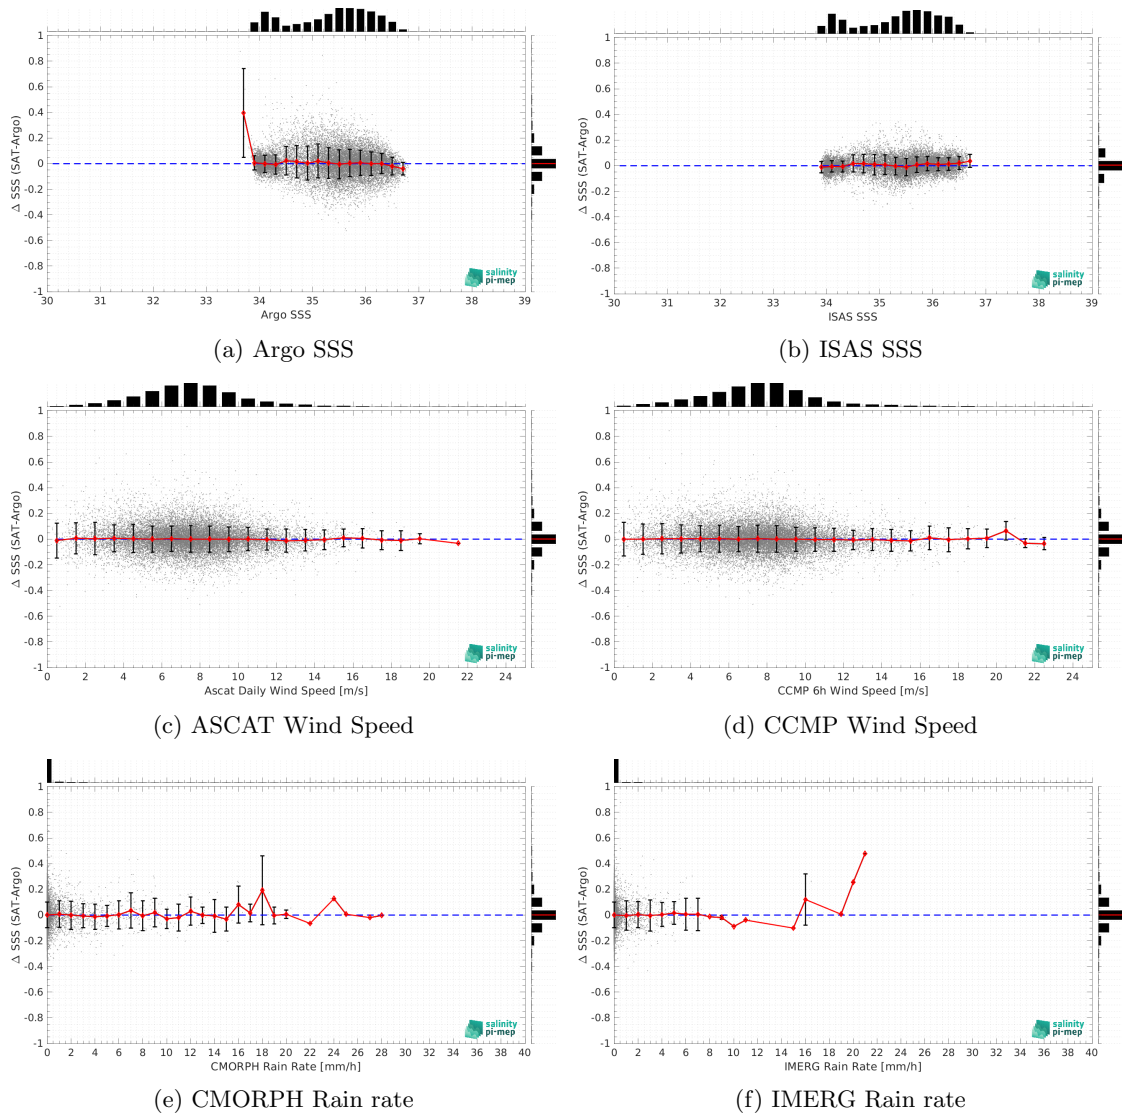 1
0.8
0.6
0.4
0.2
0
-0.2
-0.4
-0.6
-0.8
-1
Δ SSS (SAT-Argo)
30 31 32 33 34 35 36 37 38 39
Argo SSS
salinity
pi-mep
(a) Argo SSS
1
0.8
0.6
0.4
0.2
0
-0.2
-0.4
-0.6
-0.8
-1
Δ SSS (SAT-Argo)
30 31 32 33 34 35 36 37 38 39
ISAS SSS
salinity
pi-mep
(b) ISAS SSS
1
0.8
0.6
0.4
0.2
0
-0.2
-0.4
-0.6
-0.8
-1
Δ SSS (SAT-Argo)
0 2 4 6 8 10 12 14 16 18 20 22 24
Ascat Daily Wind Speed [m/s]
salinity
pi-mep
(c) ASCAT Wind Speed
1
0.8
0.6
0.4
0.2
0
-0.2
-0.4
-0.6
-0.8
-1
Δ SSS (SAT-Argo)
0 2 4 6 8 10 12 14 16 18 20 22 24
CCMP 6h Wind Speed [m/s]
salinity
pi-mep
(d) CCMP Wind Speed
1
0.8
0.6
0.4
0.2
0
-0.2
-0.4
-0.6
-0.8
-1
Δ SSS (SAT-Argo)
0 2 4 6 8 10 12 14 16 18 20 22 24 26 28 30 32 34 36 38 40
CMORPH Rain Rate [mm/h]
salinity
pi-mep
(e) CMORPH Rain rate
1
0.8
0.6
0.4
0.2
0
-0.2
-0.4
-0.6
-0.8
-1
Δ SSS (SAT-Argo)
0 2 4 6 8 10 12 14 16 18 20 22 24 26 28 30 32 34 36 38 40
IMERG Rain Rate [mm/h]
salinity
pi-mep
(f) IMERG Rain rate